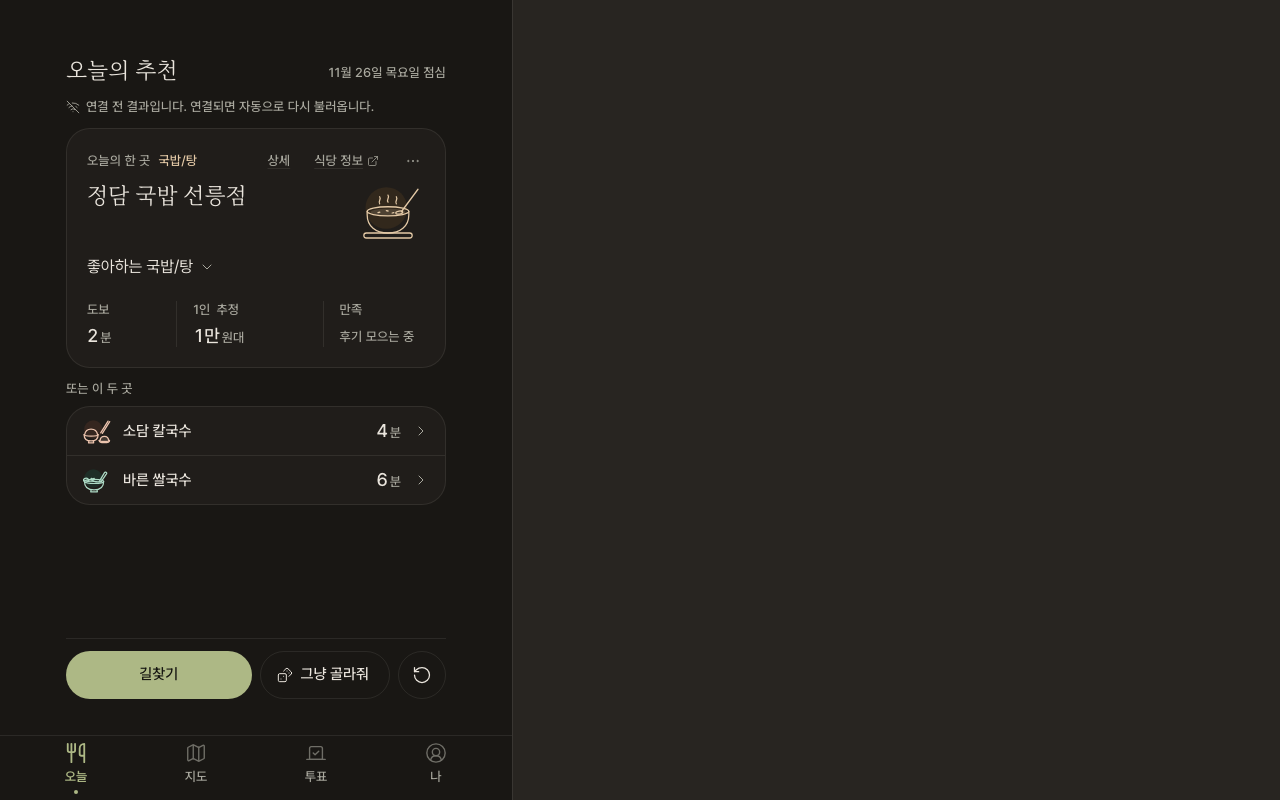 오늘의 추천
11월 26일 목요일 점심
연결 전 결과입니다. 연결되면 자동으로 다시 불러옵니다.
오늘의 한 곳 국밥/탕 상세 식당 정보
정담 국밥 선릉점
좋아하는 국밥/탕
도보 1인 추정 만족
2분 1만원대 후기 모으는 중
또는 이 두 곳
소담 칼국수 4분
바른 쌀국수 6분
길찾기 그냥 골라줘
오늘 지도 투표 나